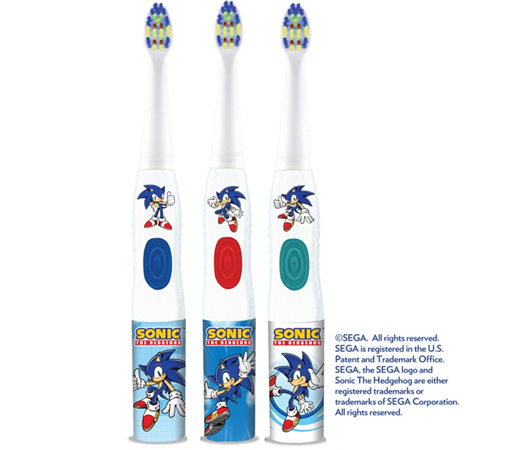 SONIC
THE HEDGEHOG
SONIC
THE HEDGEHOG
SONIC
THE HEDGEHOG
©SEGA. All rights reserved.
SEGA is registered in the U.S.
Patent and Trademark Office.
SEGA, the SEGA logo and
Sonic The Hedgehog are either
registered trademarks or
trademarks of SEGA Corporation.
All rights reserved.